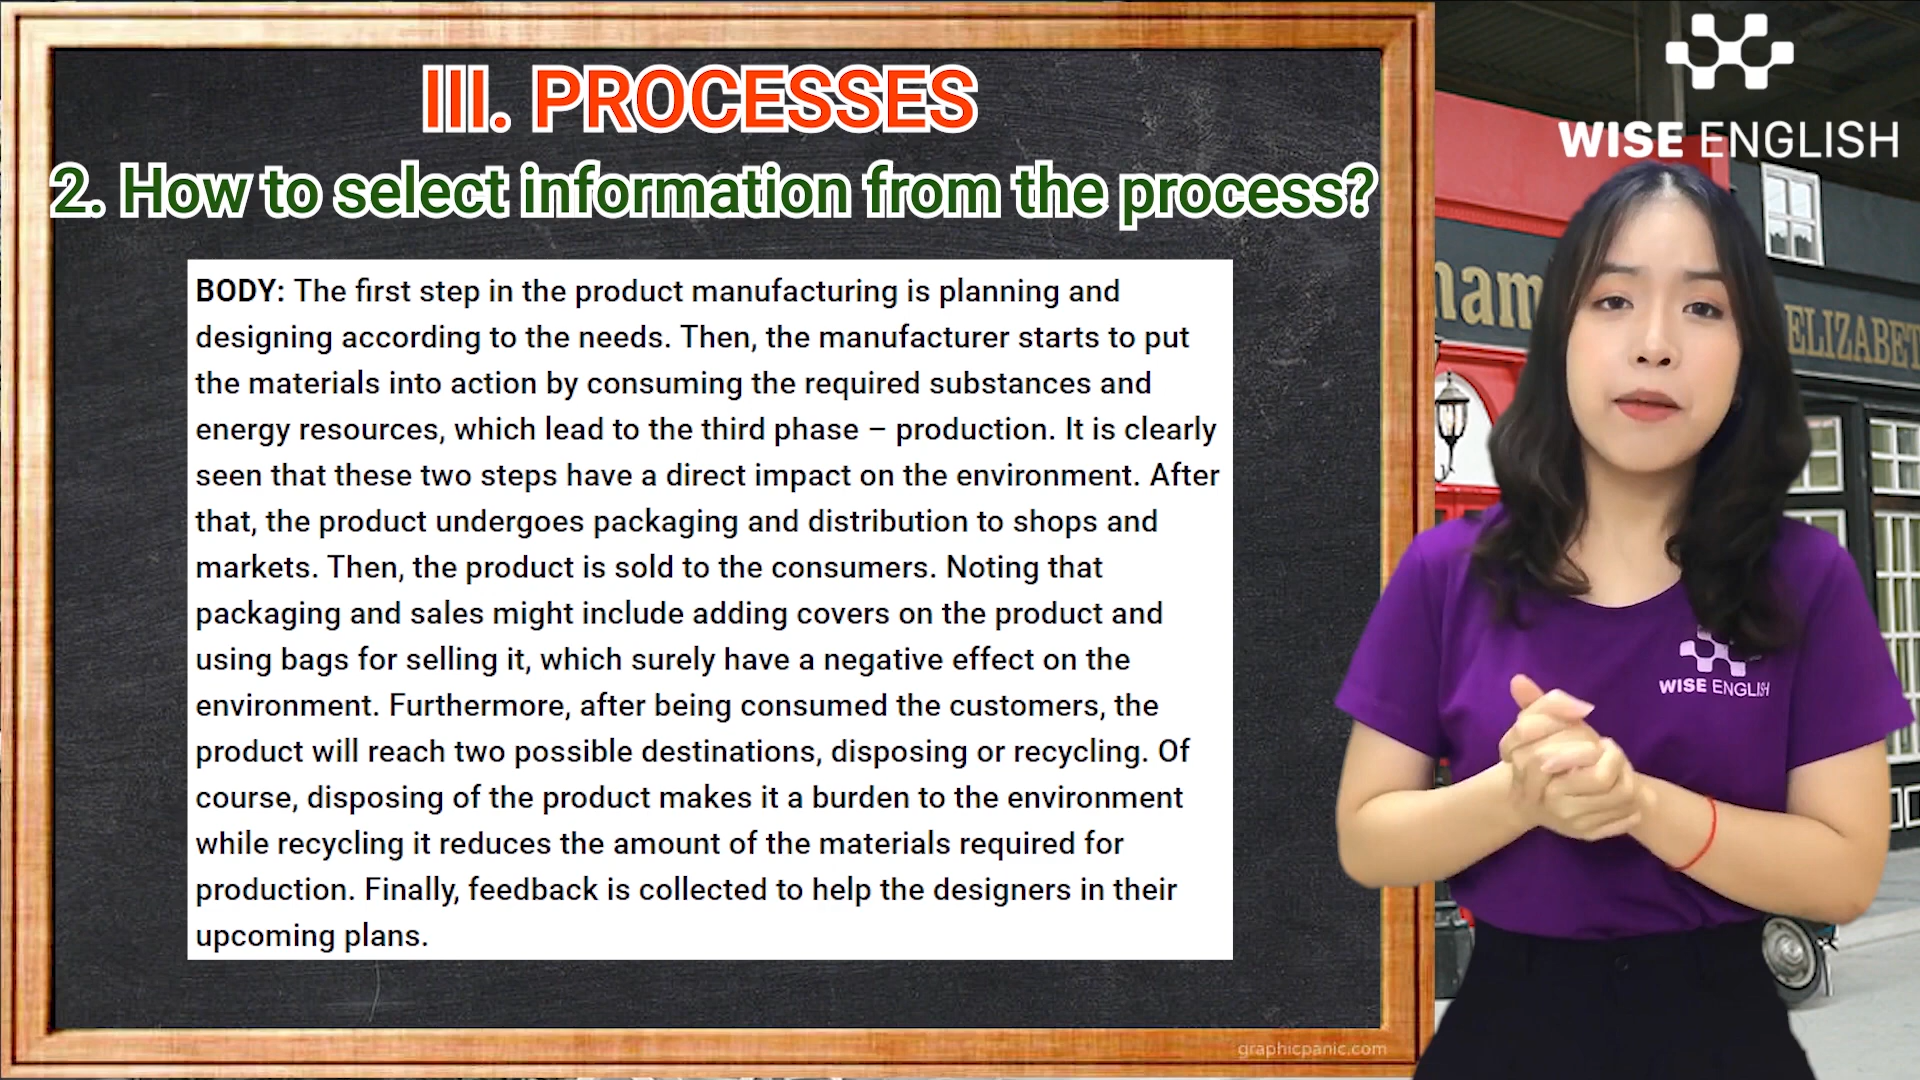 III. PROCESSES
2. How to select information from the process?
BODY: The first step in the product manufacturing is planning and
designing according to the needs. Then, the manufacturer starts to put
the materials into action by consuming the required substances and
energy resources, which lead to the third phase – production. It is clearly
seen that these two steps have a direct impact on the environment. After
that, the product undergoes packaging and distribution to shops and
markets. Then, the product is sold to the consumers. Noting that
packaging and sales might include adding covers on the product and
using bags for selling it, which surely have a negative effect on the
environment. Furthermore, after being consumed the customers, the
product will reach two possible destinations, disposing or recycling. Of
course, disposing of the product makes it a burden to the environment
while recycling it reduces the amount of the materials required for
production. Finally, feedback is collected to help the designers in their
upcoming plans.
graphicpanic.com
WISE ENGLISH
ham
ELIZABET
WISE ENGLISH